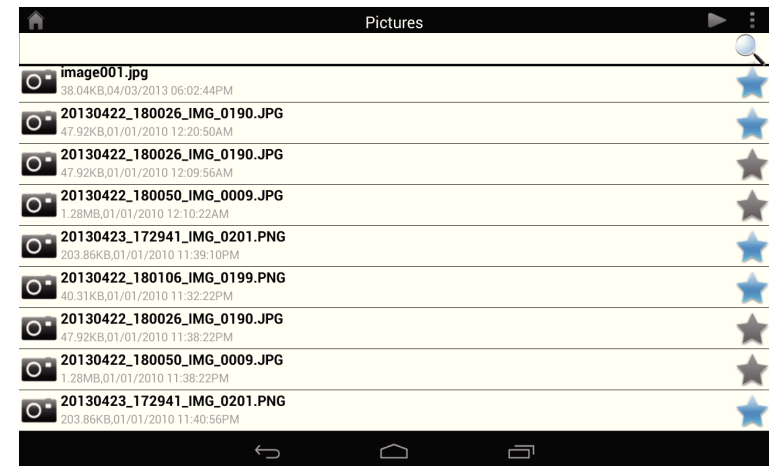 Pictures
image001.jpg
38.04KB,04/03/2013 06:02:44PM
20130422_180026_IMG_0190.JPG
47.92KB,01/01/2010 12:20:50AM
20130422_180026_IMG_0190.JPG
47.92KB,01/01/2010 12:09:56AM
20130422_180050_IMG_0009.JPG
1.28MB,01/01/2010 12:10:22AM
20130423_172941_IMG_0201.PNG
203.86KB,01/01/2010 11:39:10PM
20130422_180106_IMG_0199.PNG
40.31KB,01/01/2010 11:32:22PM
20130422_180026_IMG_0190.JPG
47.92KB,01/01/2010 11:38:22PM
20130422_180050_IMG_0009.JPG
1.28MB,01/01/2010 11:38:22PM
20130423_172941_IMG_0201.PNG
203.86KB,01/01/2010 11:40:56PM